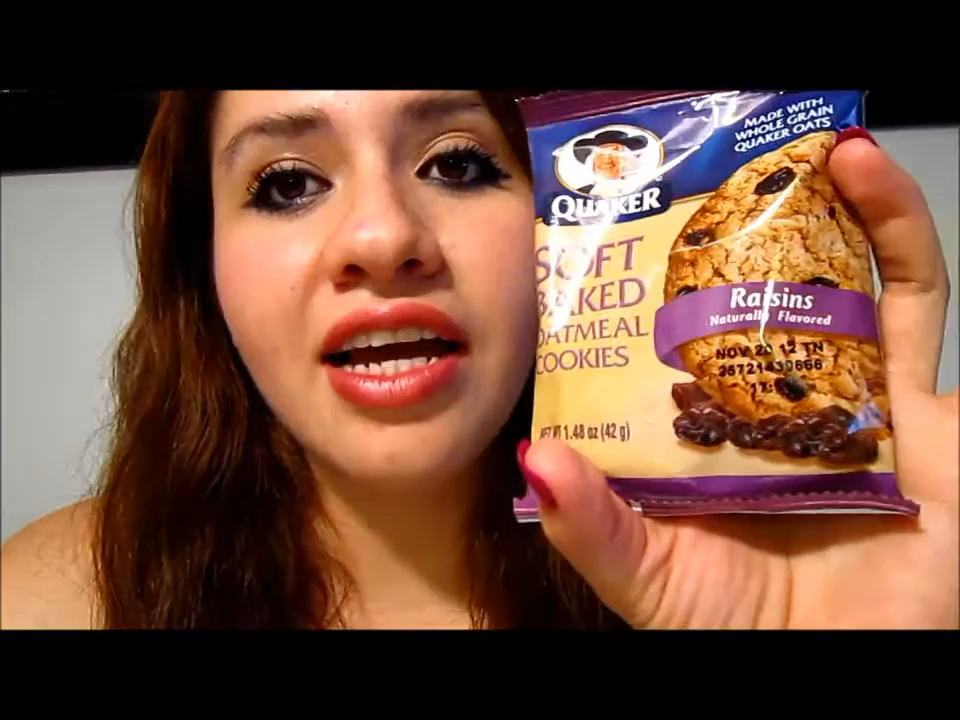 MADE WITH
WHOLE GRAIN
QUAKER OATS
QUAKER
SOFT
BAKED
OATMEAL
COOKIES
Raisins
Naturally Flavored
NOV 20 12 TN
NET WT 1.48 oz (42 g)